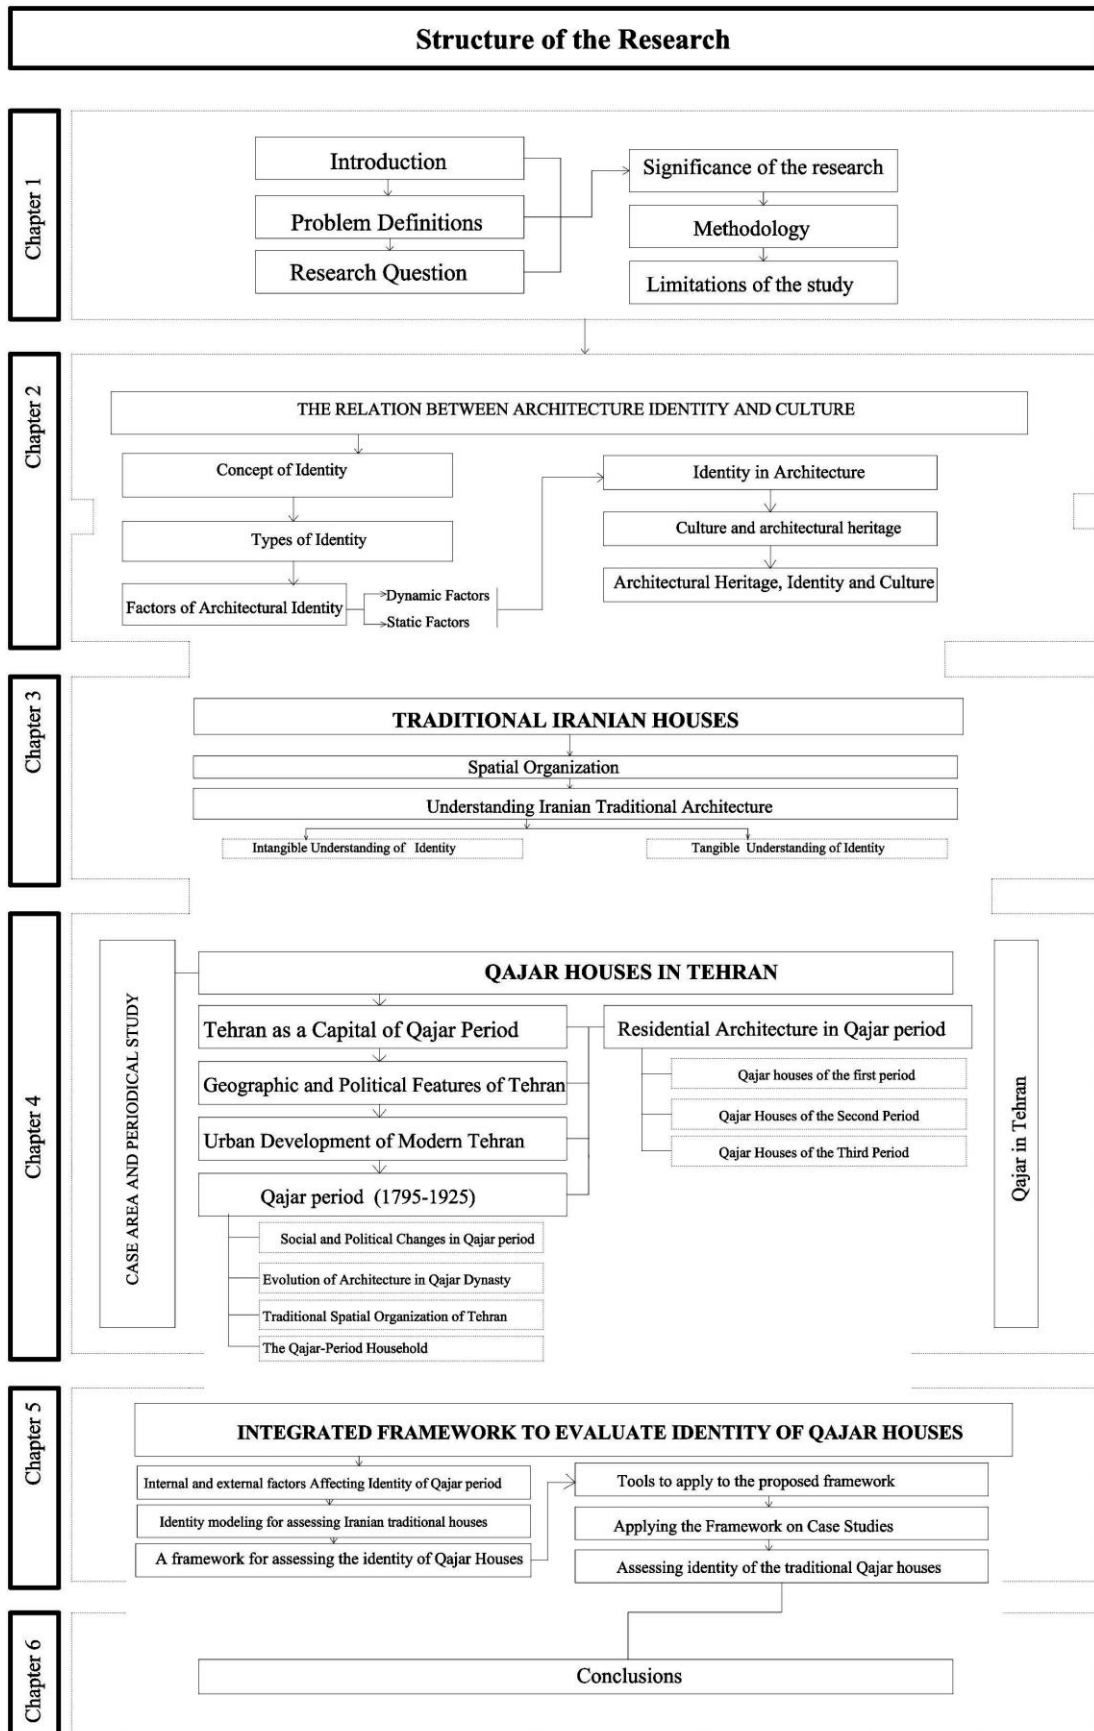 Structure of the Research
Chapter 1
Introduction
Problem Definitions
Research Question
Significance of the research
Methodology
Limitations of the study
Chapter 2
THE RELATION BETWEEN ARCHITECTURE IDENTITY AND CULTURE
Concept of Identity
Types of Identity
Factors of Architectural Identity
Dynamic Factors
Static Factors
Identity in Architecture
Culture and architectural heritage
Architectural Heritage, Identity and Culture
Chapter 3
TRADITIONAL IRANIAN HOUSES
Spatial Organization
Understanding Iranian Traditional Architecture
Intangible Understanding of Identity
Tangible Understanding of Identity
Chapter 4
CASE AREA AND PERIODICAL STUDY
QAJAR HOUSES IN TEHRAN
Tehran as a Capital of Qajar Period
Geographic and Political Features of Tehran
Urban Development of Modern Tehran
Qajar period (1795-1925)
Social and Political Changes in Qajar period
Evolution of Architecture in Qajar Dynasty
Traditional Spatial Organization of Tehran
The Qajar-Period Household
Residential Architecture in Qajar period
Qajar houses of the first period
Qajar Houses of the Second Period
Qajar Houses of the Third Period
Qajar in Tehran
Chapter 5
INTEGRATED FRAMEWORK TO EVALUATE IDENTITY OF QAJAR HOUSES
Internal and external factors Affecting Identity of Qajar period
Identity modeling for assessing Iranian traditional houses
A framework for assessing the identity of Qajar Houses
Tools to apply to the proposed framework
Applying the Framework on Case Studies
Assessing identity of the traditional Qajar houses
Chapter 6
Conclusions